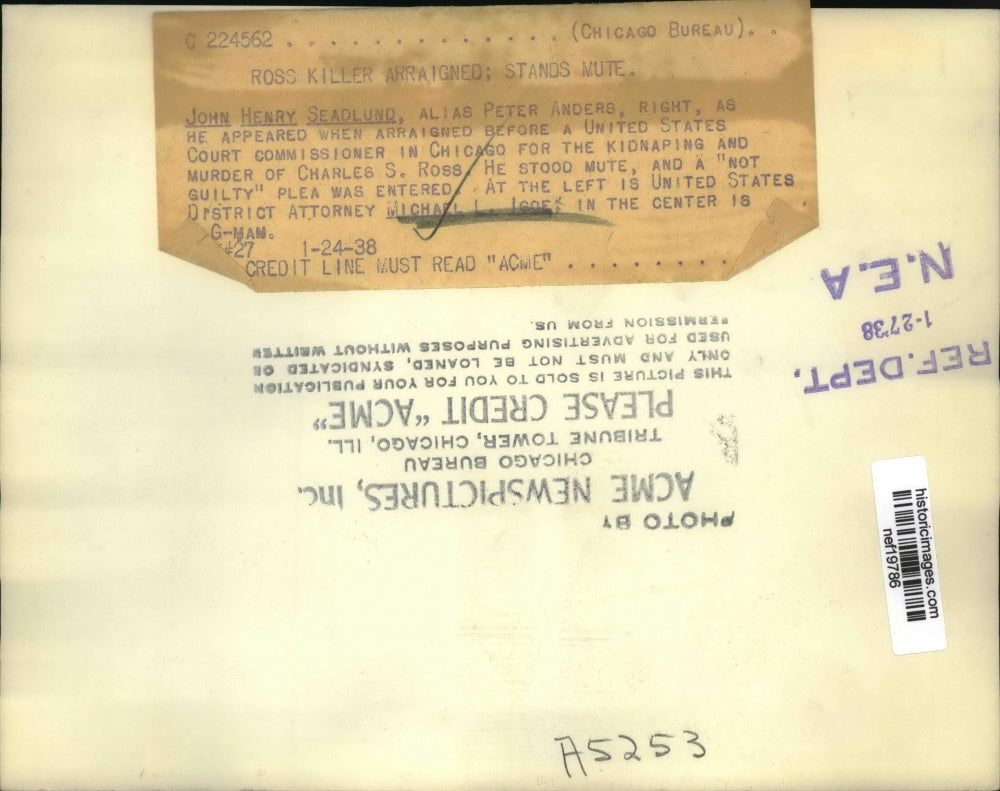 C 224562 . . . . . . . . . . . . . (CHICAGO BUREAU). .
ROSS KILLER ARRAIGNED; STANDS MUTE.
JOHN HENRY SEADLUND, ALIAS PETER ANDERS, RIGHT, AS
HE APPEARED WHEN ARRAIGNED BEFORE A UNITED STATES
COURT COMMISSIONER IN CHICAGO FOR THE KIDNAPING AND
MURDER OF CHARLES S. ROSS. HE STOOD MUTE, AND A "NOT
GUILTY" PLEA WAS ENTERED. AT THE LEFT IS UNITED STATES
DISTRICT ATTORNEY MICHAEL L. IGOE; IN THE CENTER IS
G-MAN.
#27 1-24-38
CREDIT LINE MUST READ "ACME" . . . . . . . . .
PHOTO BY
ACME NEWSPICTURES, Inc.
CHICAGO BUREAU
TRIBUNE TOWER, CHICAGO, ILL.
PLEASE CREDIT "ACME"
THIS PICTURE IS SOLD TO YOU FOR YOUR PUBLICATION
ONLY AND MUST NOT BE LOANED, SYNDICATED OR
USED FOR ADVERTISING PURPOSES WITHOUT WRITTEN
PERMISSION FROM US.
REF. DEPT.
1-27'38
N.E.A
historicimages.com
nef19786
A5253